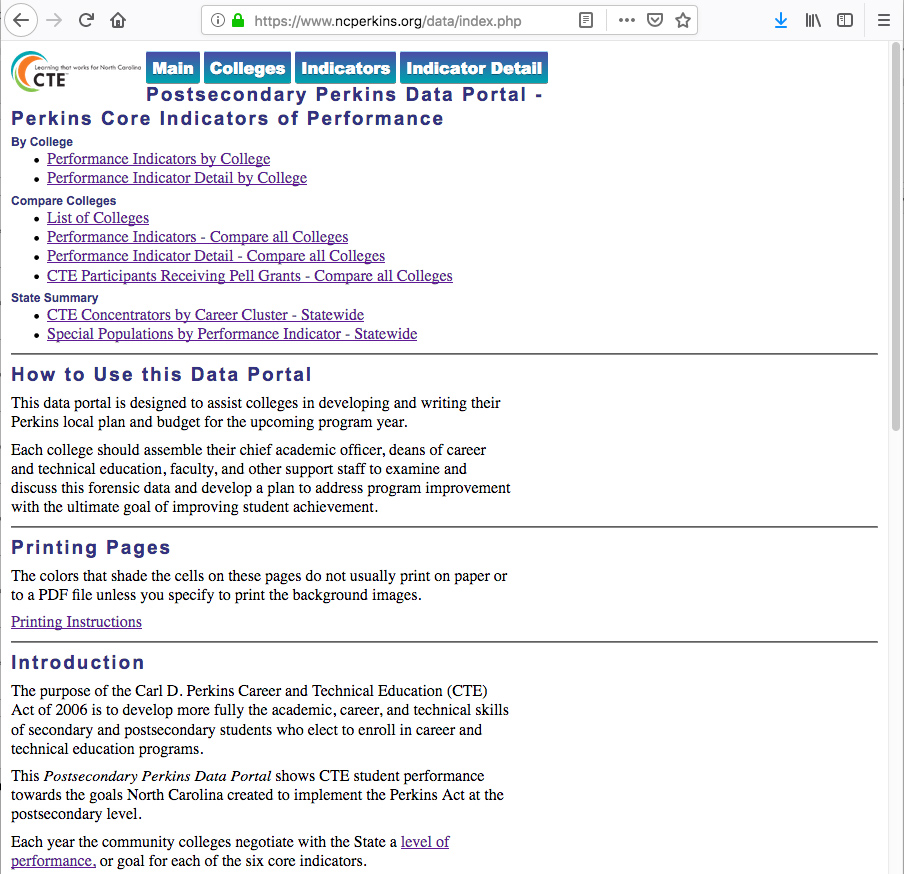 https://www.ncperkins.org/data/index.php
Learning that works for North Carolina
CTE
Main Colleges Indicators Indicator Detail
Postsecondary Perkins Data Portal -
Perkins Core Indicators of Performance
By College
Performance Indicators by College
Performance Indicator Detail by College
Compare Colleges
List of Colleges
Performance Indicators - Compare all Colleges
Performance Indicator Detail - Compare all Colleges
CTE Participants Receiving Pell Grants - Compare all Colleges
State Summary
CTE Concentrators by Career Cluster - Statewide
Special Populations by Performance Indicator - Statewide
How to Use this Data Portal
This data portal is designed to assist colleges in developing and writing their
Perkins local plan and budget for the upcoming program year.
Each college should assemble their chief academic officer, deans of career
and technical education, faculty, and other support staff to examine and
discuss this forensic data and develop a plan to address program improvement
with the ultimate goal of improving student achievement.
Printing Pages
The colors that shade the cells on these pages do not usually print on paper or
to a PDF file unless you specify to print the background images.
Printing Instructions
Introduction
The purpose of the Carl D. Perkins Career and Technical Education (CTE)
Act of 2006 is to develop more fully the academic, career, and technical skills
of secondary and postsecondary students who elect to enroll in career and
technical education programs.
This Postsecondary Perkins Data Portal shows CTE student performance
towards the goals North Carolina created to implement the Perkins Act at the
postsecondary level.
Each year the community colleges negotiate with the State a level of
performance, or goal for each of the six core indicators.